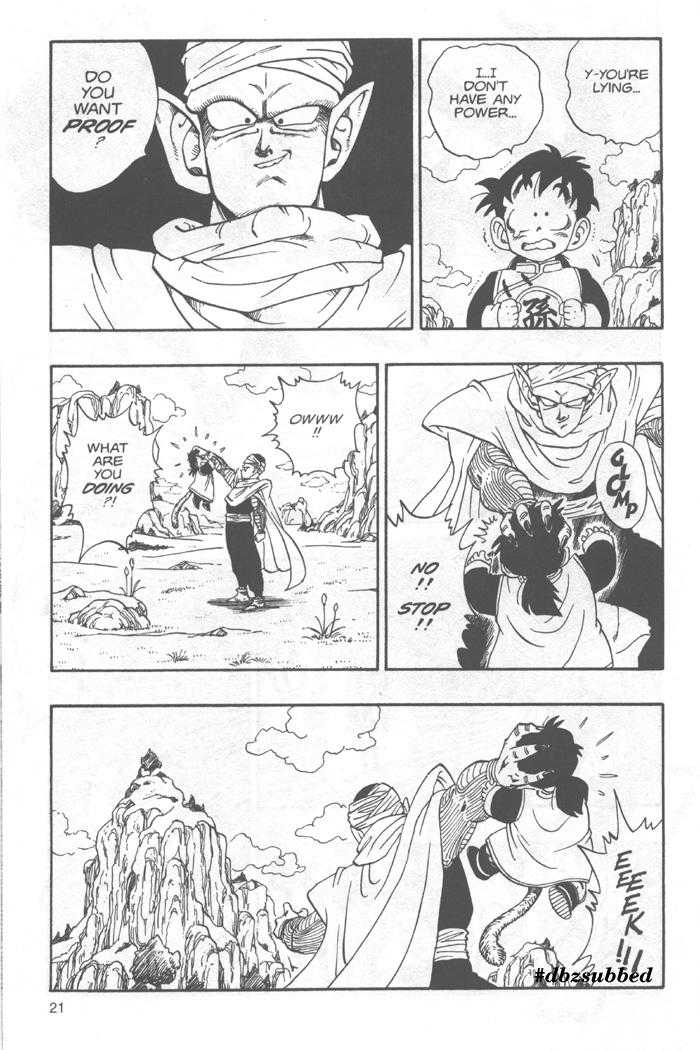 Y-YOU'RE
LYING...
I...I
DON'T
HAVE ANY
POWER...
孫
DO
YOU
WANT
PROOF
?
GLOMP
NO
!!
STOP
!!
OWWW
!!
WHAT
ARE
YOU
DOING
?!
EEEEK!!!
#dbzsubbed
21